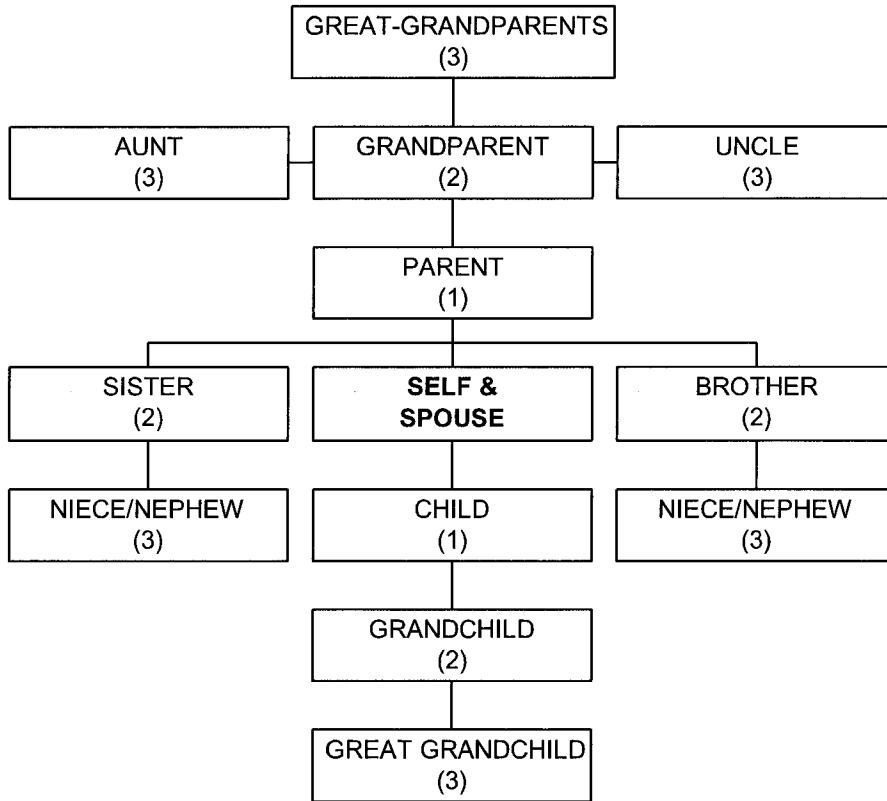 GREAT-GRANDPARENTS
(3)
AUNT
(3)
GRANDPARENT
(2)
UNCLE
(3)
PARENT
(1)
SISTER
(2)
SELF &
SPOUSE
BROTHER
(2)
NIECE/NEPHEW
(3)
CHILD
(1)
NIECE/NEPHEW
(3)
GRANDCHILD
(2)
GREAT GRANDCHILD
(3)